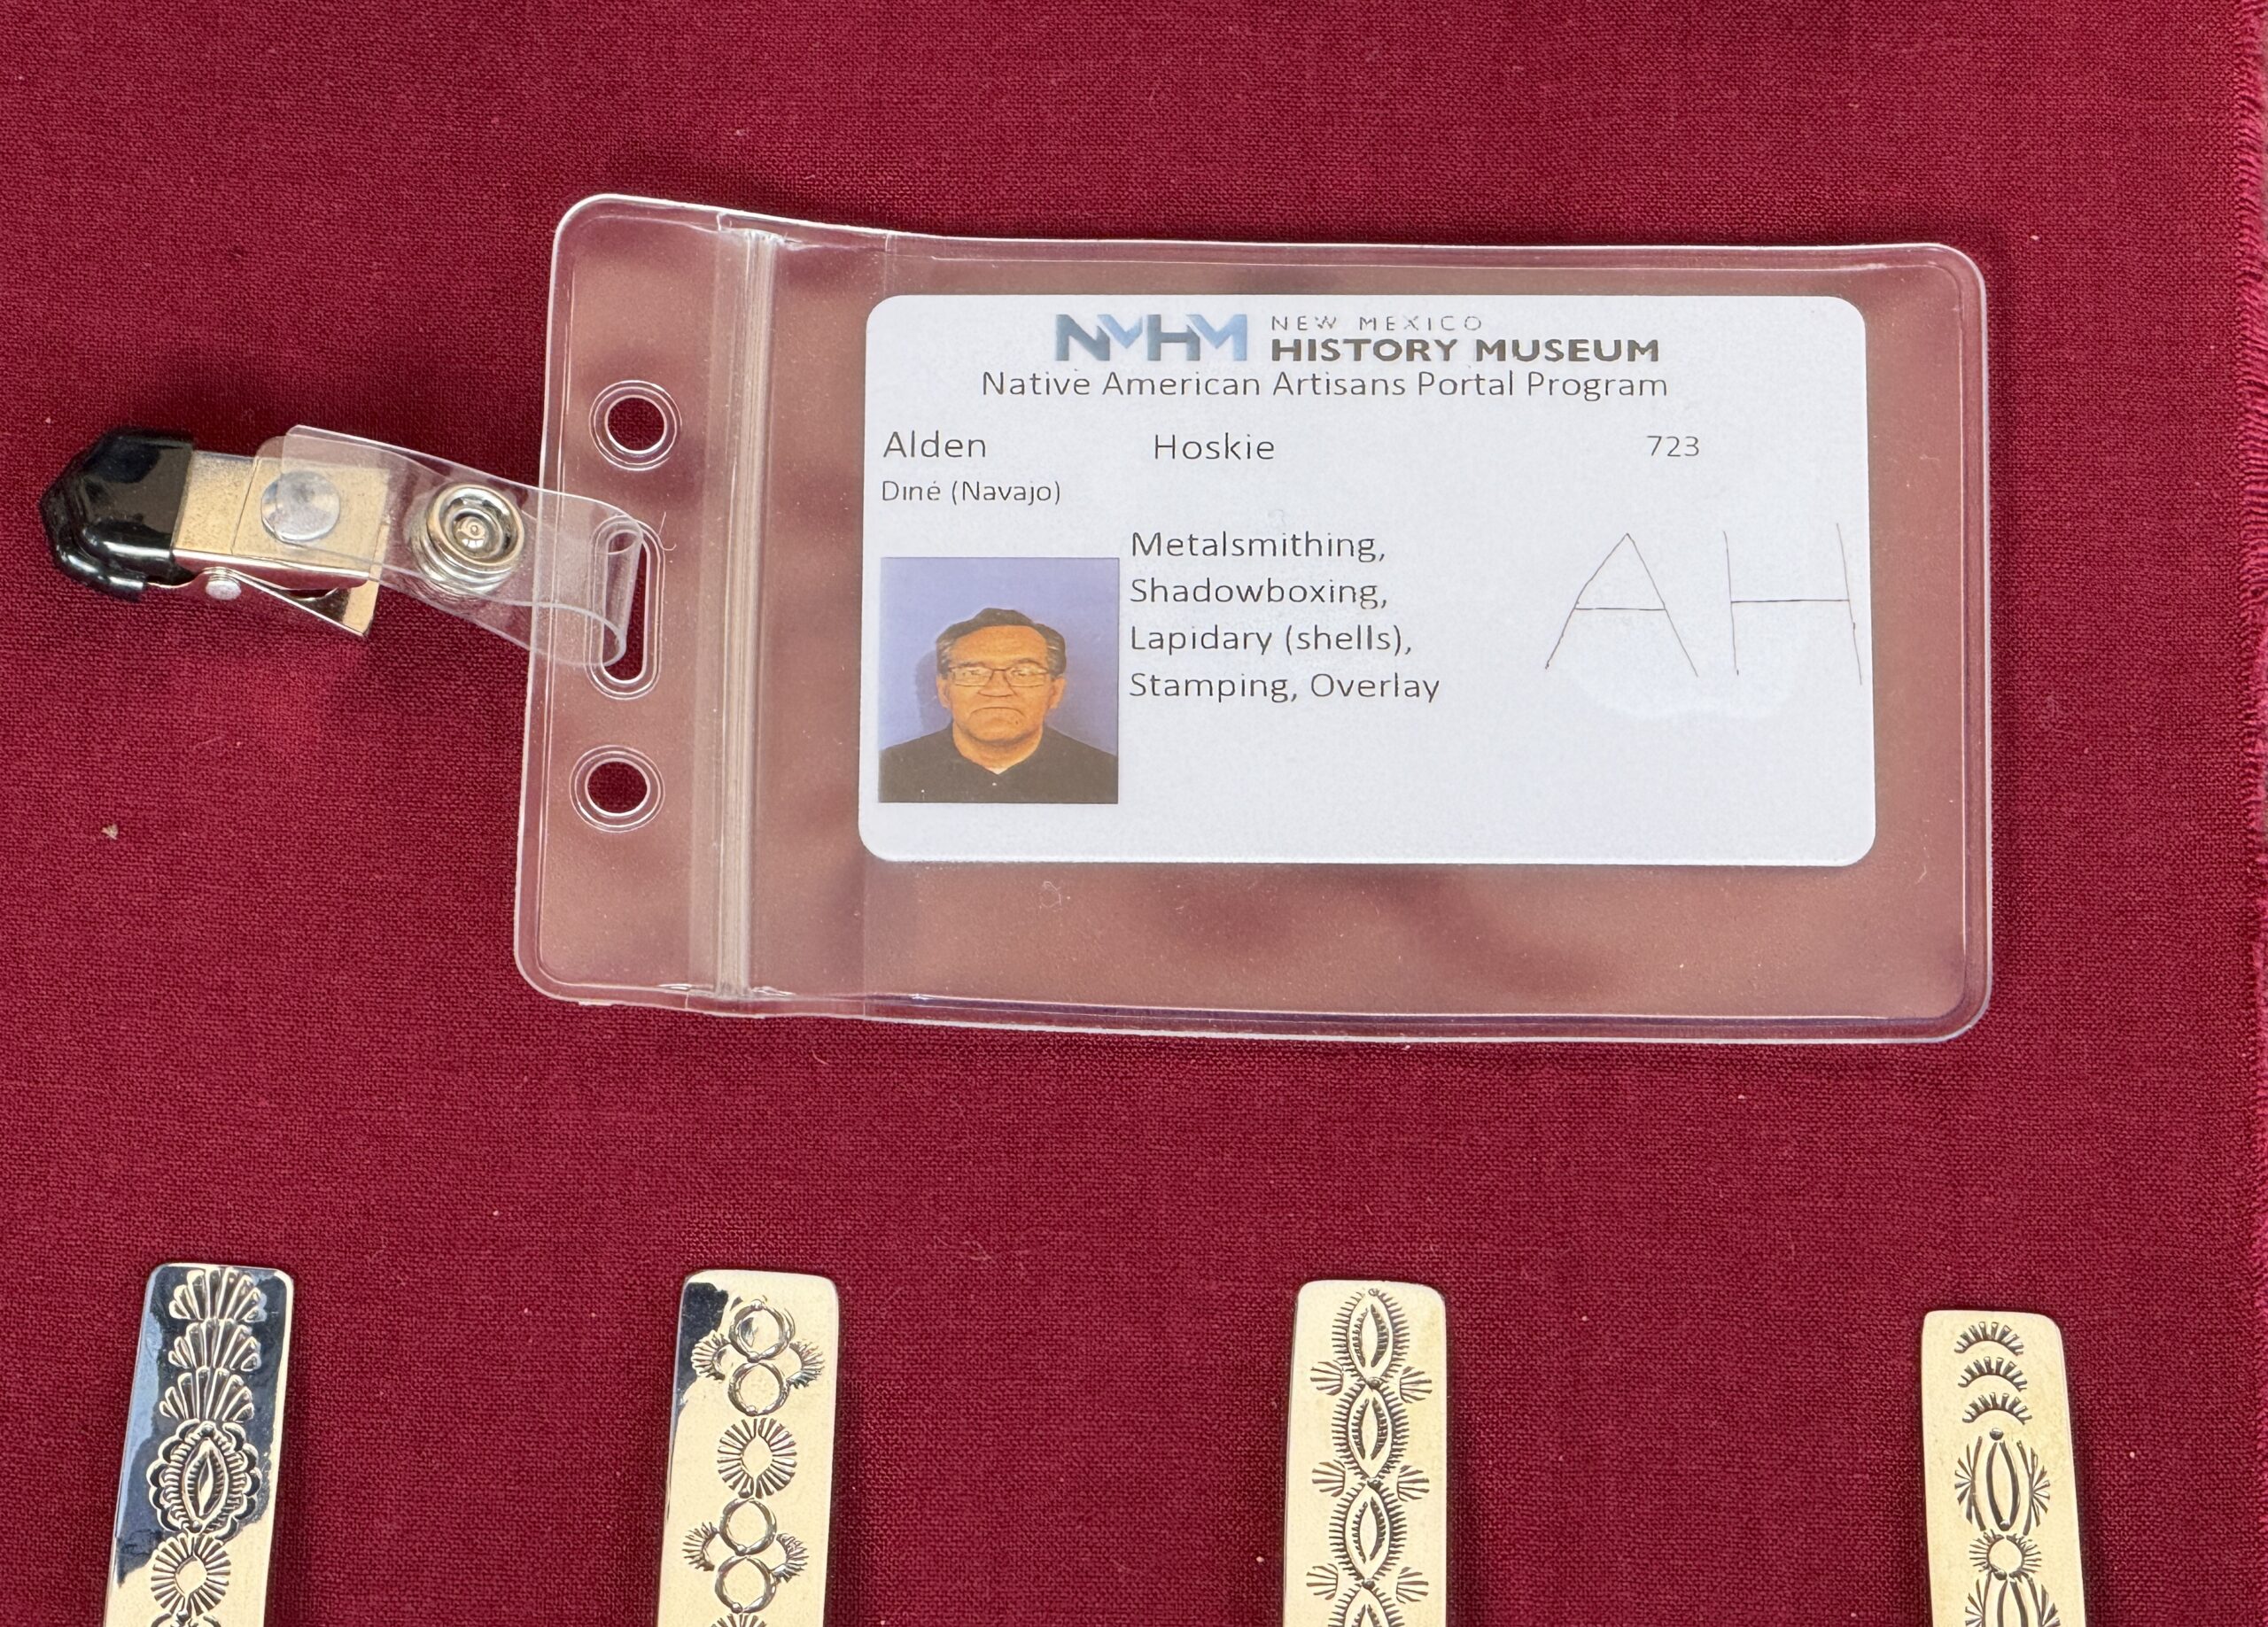 NMHM NEW MEXICO
HISTORY MUSEUM
Native American Artisans Portal Program
Alden Hoskie 723
Diné (Navajo)
Metalsmithing,
Shadowboxing,
Lapidary (shells),
Stamping, Overlay
AH